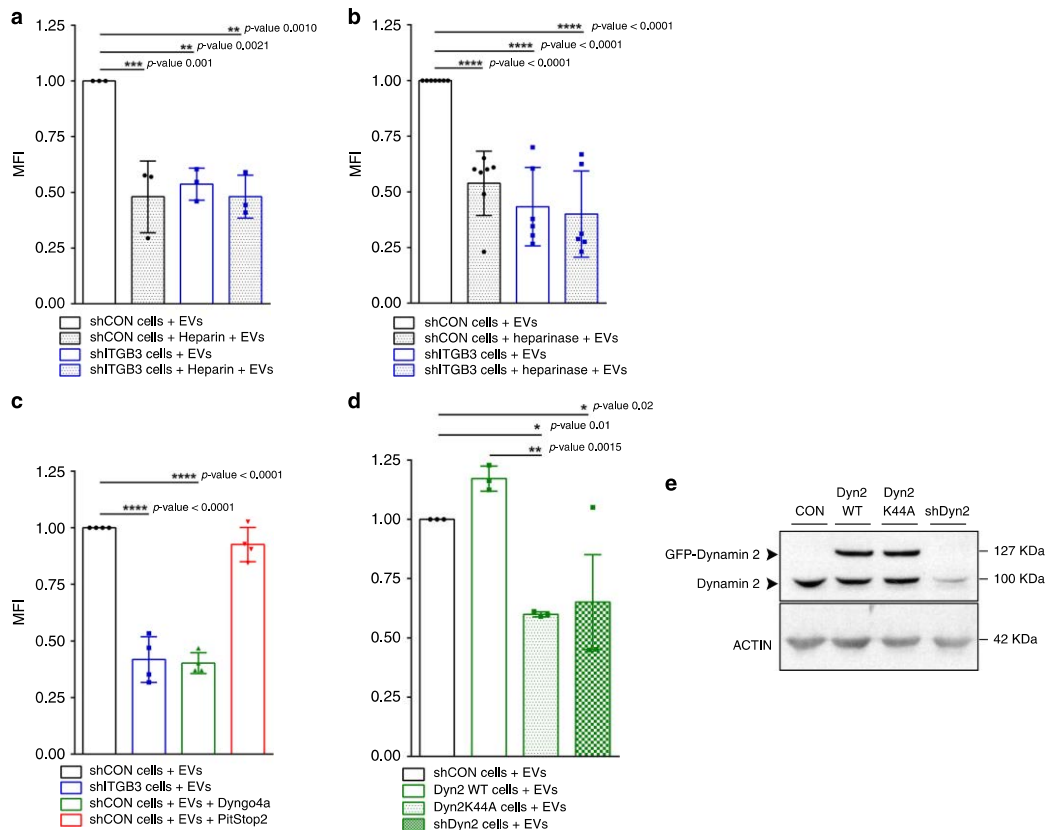 a
** p-value 0.0010
** p-value 0.0021
*** p-value 0.001
1.25
1.00
0.75
0.50
0.25
0.00
MFI
shCON cells + EVs
shCON cells + Heparin + EVs
shITGB3 cells + EVs
shITGB3 cells + Heparin + EVs
b
**** p-value < 0.0001
**** p-value < 0.0001
**** p-value < 0.0001
1.25
1.00
0.75
0.50
0.25
0.00
MFI
shCON cells + EVs
shCON cells + heparinase + EVs
shITGB3 cells + EVs
shITGB3 cells + heparinase + EVs
c
**** p-value < 0.0001
**** p-value < 0.0001
1.25
1.00
0.75
0.50
0.25
0.00
MFI
shCON cells + EVs
shITGB3 cells + EVs
shCON cells + EVs + Dyngo4a
shCON cells + EVs + PitStop2
d
* p-value 0.02
* p-value 0.01
** p-value 0.0015
1.25
1.00
0.75
0.50
0.25
0.00
shCON cells + EVs
Dyn2 WT cells + EVs
Dyn2K44A cells + EVs
shDyn2 cells + EVs
e
CON
Dyn2
WT
Dyn2
K44A
shDyn2
GFP-Dynamin 2
127 KDa
Dynamin 2
100 KDa
ACTIN
42 KDa